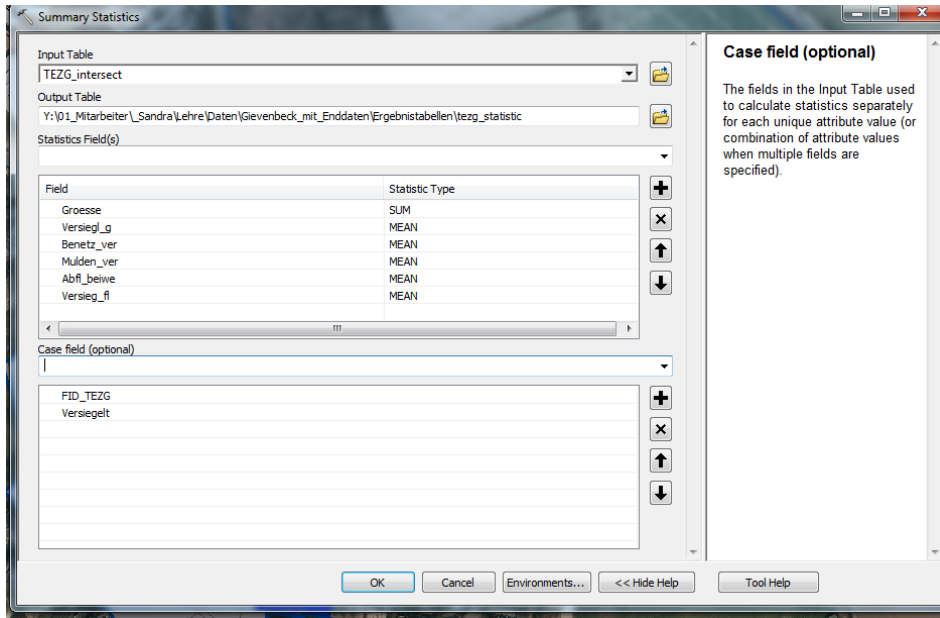 Summary Statistics
Input Table
TEZG_intersect
Output Table
Y:\01_Mitarbeiter\_Sandra\Lehre\Daten\Gievenbeck_mit_Enddaten\Ergebnistabellen\tezg_statistic
Statistics Field(s)
Field Statistic Type
Groesse SUM
Versiegl_g MEAN
Benetz_ver MEAN
Mulden_ver MEAN
Abfl_beiwe MEAN
Versieg_fl MEAN
Case field (optional)
FID_TEZG
Versiegelt
OK Cancel Environments... << Hide Help Tool Help
Case field (optional)
The fields in the Input Table used
to calculate statistics separately
for each unique attribute value (or
combination of attribute values
when multiple fields are
specified).